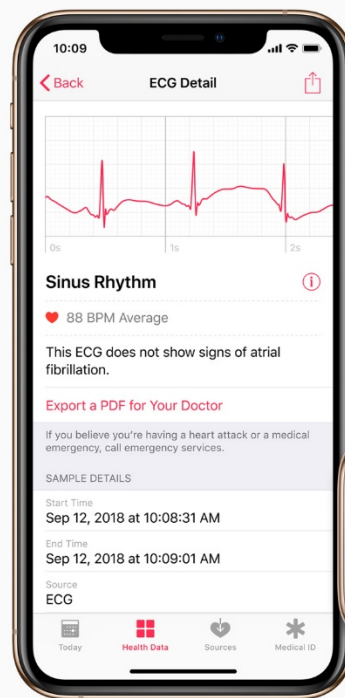 10:09
Back ECG Detail
0s 1s 2s
Sinus Rhythm
88 BPM Average
This ECG does not show signs of atrial
fibrillation.
Export a PDF for Your Doctor
If you believe you're having a heart attack or a medical
emergency, call emergency services.
SAMPLE DETAILS
Start Time
Sep 12, 2018 at 10:08:31 AM
End Time
Sep 12, 2018 at 10:09:01 AM
Source
ECG
Today Health Data Sources Medical ID